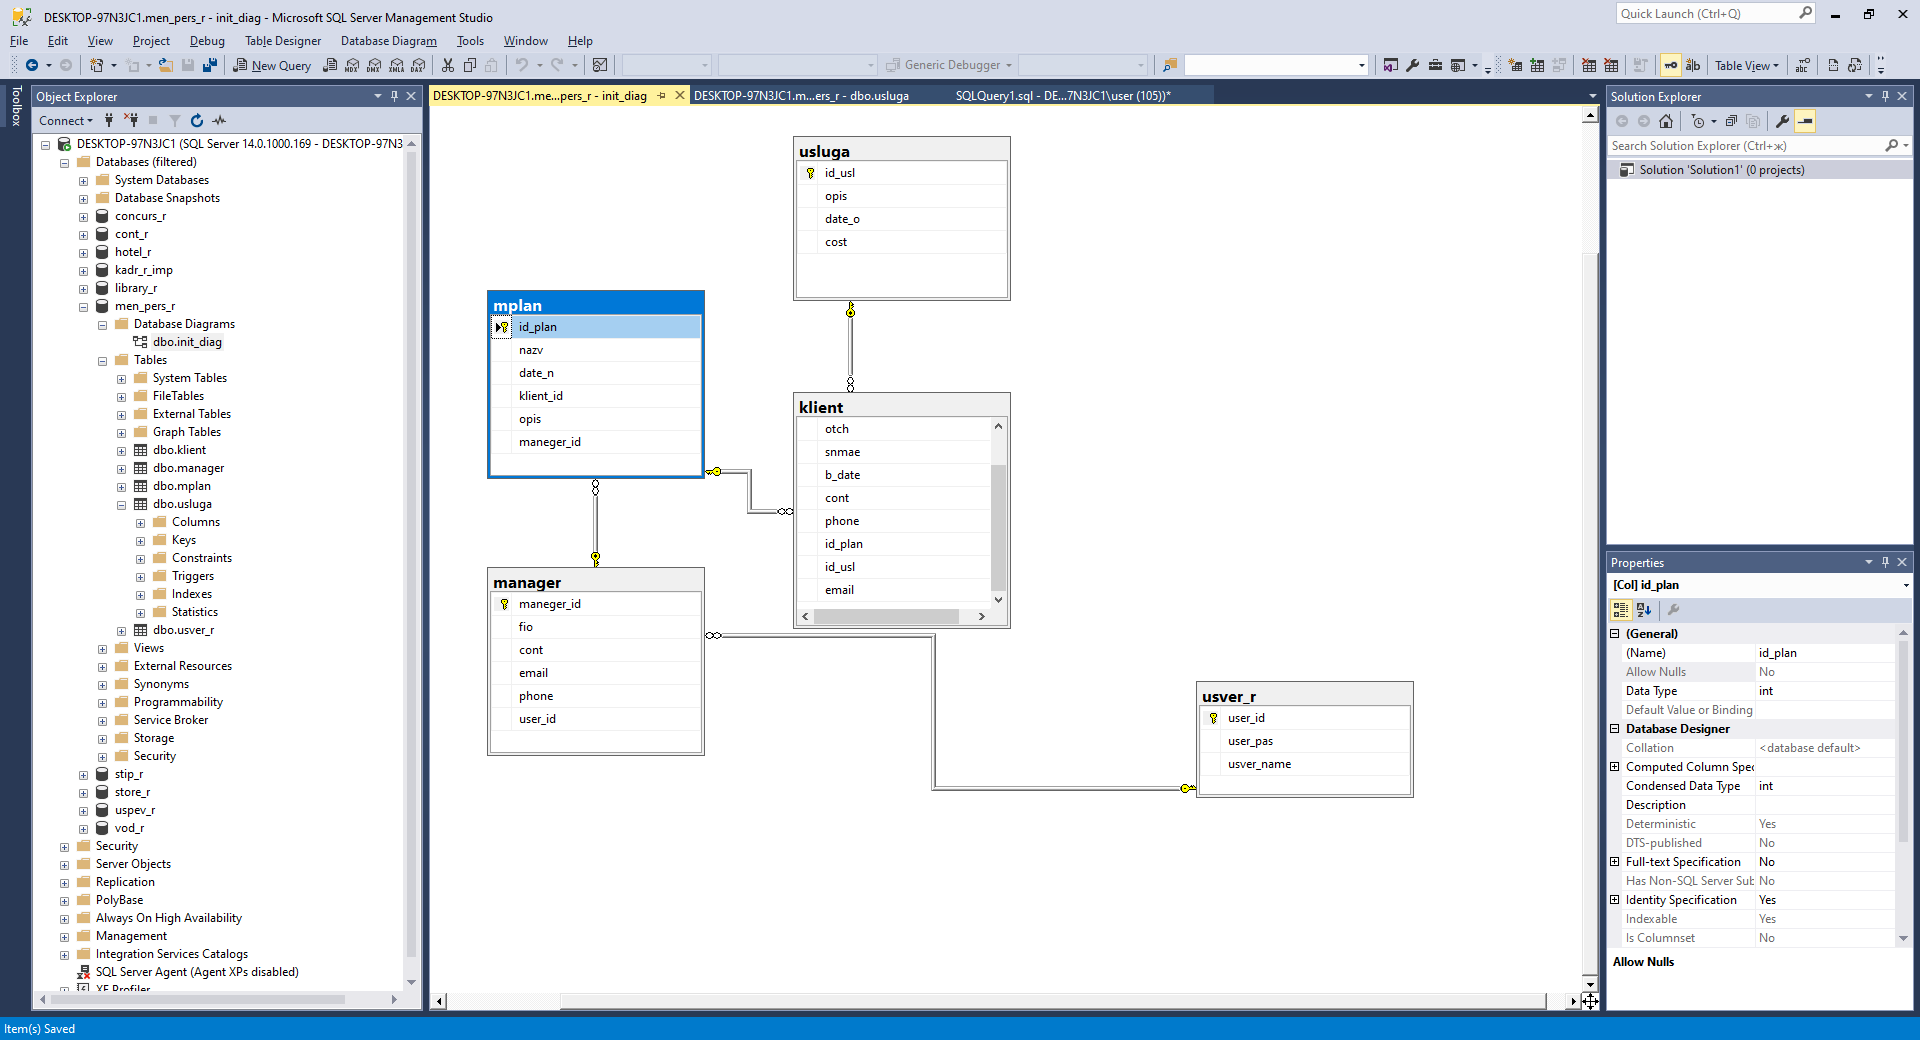 DESKTOP-97N3JC1.men_pers_r - init_diag - Microsoft SQL Server Management Studio
Quick Launch (Ctrl+Q)
File Edit View Project Debug Table Designer Database Diagram Tools Window Help
New Query
MDX DMX XMLA DAX
Generic Debugger
Table View
Toolbox
Object Explorer
Connect
DESKTOP-97N3JC1 (SQL Server 14.0.1000.169 - DESKTOP-97N3
Databases (filtered)
System Databases
Database Snapshots
concurs_r
cont_r
hotel_r
kadr_r_imp
library_r
men_pers_r
Database Diagrams
dbo.init_diag
Tables
System Tables
FileTables
External Tables
Graph Tables
dbo.klient
dbo.manager
dbo.mplan
dbo.usluga
Columns
Keys
Constraints
Triggers
Indexes
Statistics
dbo.usver_r
Views
External Resources
Synonyms
Programmability
Service Broker
Storage
Security
stip_r
store_r
uspev_r
vod_r
Security
Server Objects
Replication
PolyBase
Always On High Availability
Management
Integration Services Catalogs
SQL Server Agent (Agent XPs disabled)
XE Profiler
DESKTOP-97N3JC1.me...pers_r - init_diag
DESKTOP-97N3JC1.m...ers_r - dbo.usluga
SQLQuery1.sql - DE...7N3JC1\user (105))*
usluga
id_usl
opis
date_o
cost
mplan
id_plan
nazv
date_n
klient_id
opis
maneger_id
klient
otch
snmae
b_date
cont
phone
id_plan
id_usl
email
manager
maneger_id
fio
cont
email
phone
user_id
usver_r
user_id
user_pas
usver_name
Solution Explorer
Search Solution Explorer (Ctrl+ж)
Solution 'Solution1' (0 projects)
Properties
[Col] id_plan
(General)
(Name) id_plan
Allow Nulls No
Data Type int
Default Value or Binding
Database Designer
Collation <database default>
Computed Column Spec
Condensed Data Type int
Description
Deterministic Yes
DTS-published No
Full-text Specification No
Has Non-SQL Server Sub No
Identity Specification Yes
Indexable Yes
Is Columnset No
Allow Nulls
Item(s) Saved